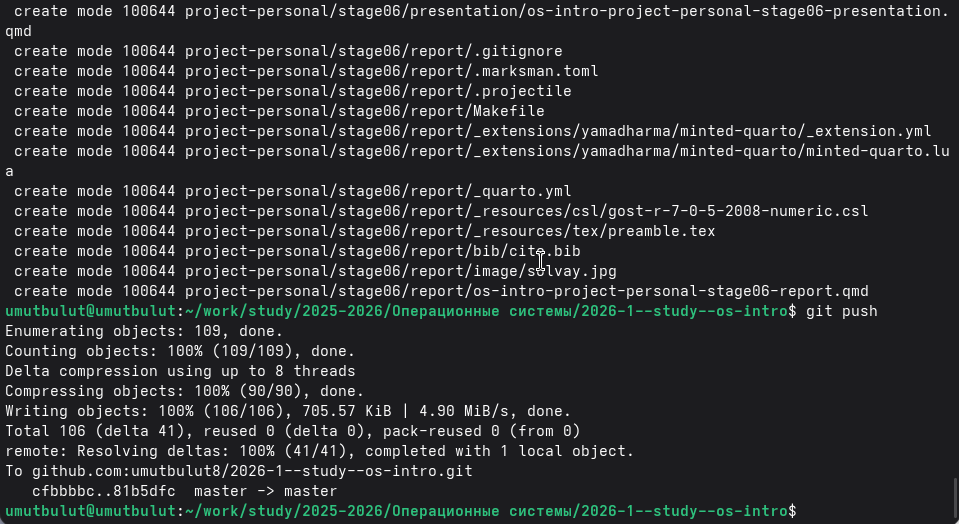 create mode 100644 project-personal/stage06/presentation/os-intro-project-personal-stage06-presentation.
qmd
 create mode 100644 project-personal/stage06/report/.gitignore
 create mode 100644 project-personal/stage06/report/.marksman.toml
 create mode 100644 project-personal/stage06/report/.projectile
 create mode 100644 project-personal/stage06/report/Makefile
 create mode 100644 project-personal/stage06/report/_extensions/yamadharma/minted-quarto/_extension.yml
 create mode 100644 project-personal/stage06/report/_extensions/yamadharma/minted-quarto/minted-quarto.lu
a
 create mode 100644 project-personal/stage06/report/_quarto.yml
 create mode 100644 project-personal/stage06/report/_resources/csl/gost-r-7-0-5-2008-numeric.csl
 create mode 100644 project-personal/stage06/report/_resources/tex/preamble.tex
 create mode 100644 project-personal/stage06/report/bib/cite.bib
 create mode 100644 project-personal/stage06/report/image/solvay.jpg
 create mode 100644 project-personal/stage06/report/os-intro-project-personal-stage06-report.qmd
umutbulut@umutbulut:~/work/study/2025-2026/Операционные системы/2026-1--study--os-intro$ git push
Enumerating objects: 109, done.
Counting objects: 100% (109/109), done.
Delta compression using up to 8 threads
Compressing objects: 100% (90/90), done.
Writing objects: 100% (106/106), 705.57 KiB | 4.90 MiB/s, done.
Total 106 (delta 41), reused 0 (delta 0), pack-reused 0 (from 0)
remote: Resolving deltas: 100% (41/41), completed with 1 local object.
To github.com:umutbulut8/2026-1--study--os-intro.git
   cfbbbbc..81b5dfc  master -> master
umutbulut@umutbulut:~/work/study/2025-2026/Операционные системы/2026-1--study--os-intro$